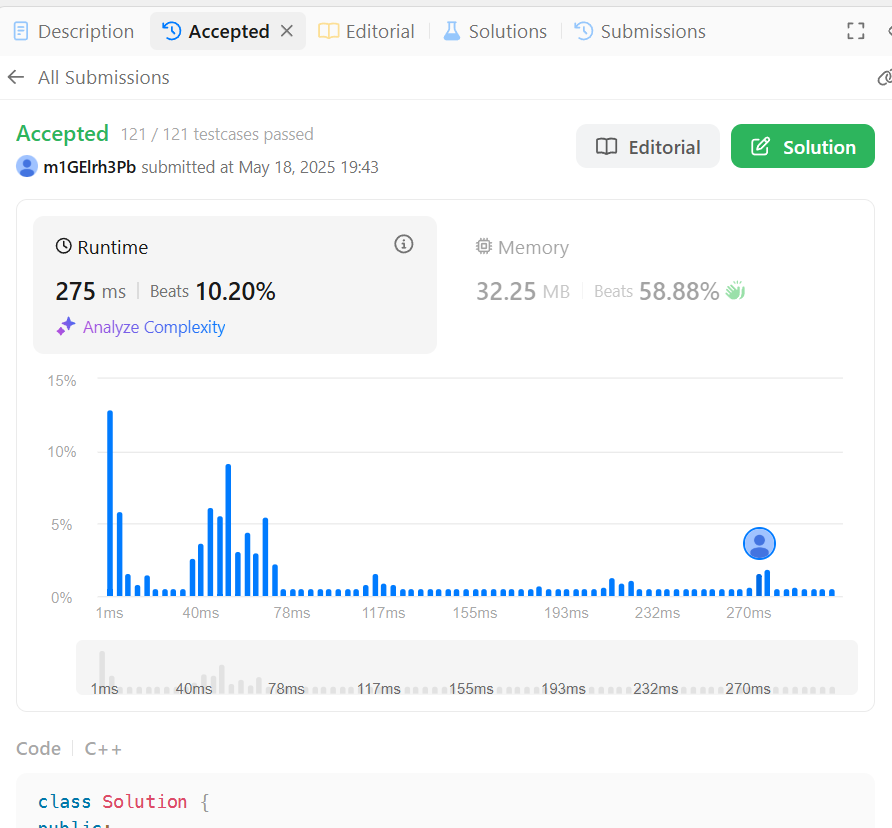 Description Accepted Editorial Solutions Submissions
All Submissions
Accepted 121 / 121 testcases passed
m1GElrh3Pb submitted at May 18, 2025 19:43
Editorial Solution
Runtime
275 ms Beats 10.20%
Analyze Complexity
Memory
32.25 MB Beats 58.88%
15%
10%
5%
0%
1ms 40ms 78ms 117ms 155ms 193ms 232ms 270ms
1ms 40ms 78ms 117ms 155ms 193ms 232ms 270ms
Code C++
class Solution {
public: